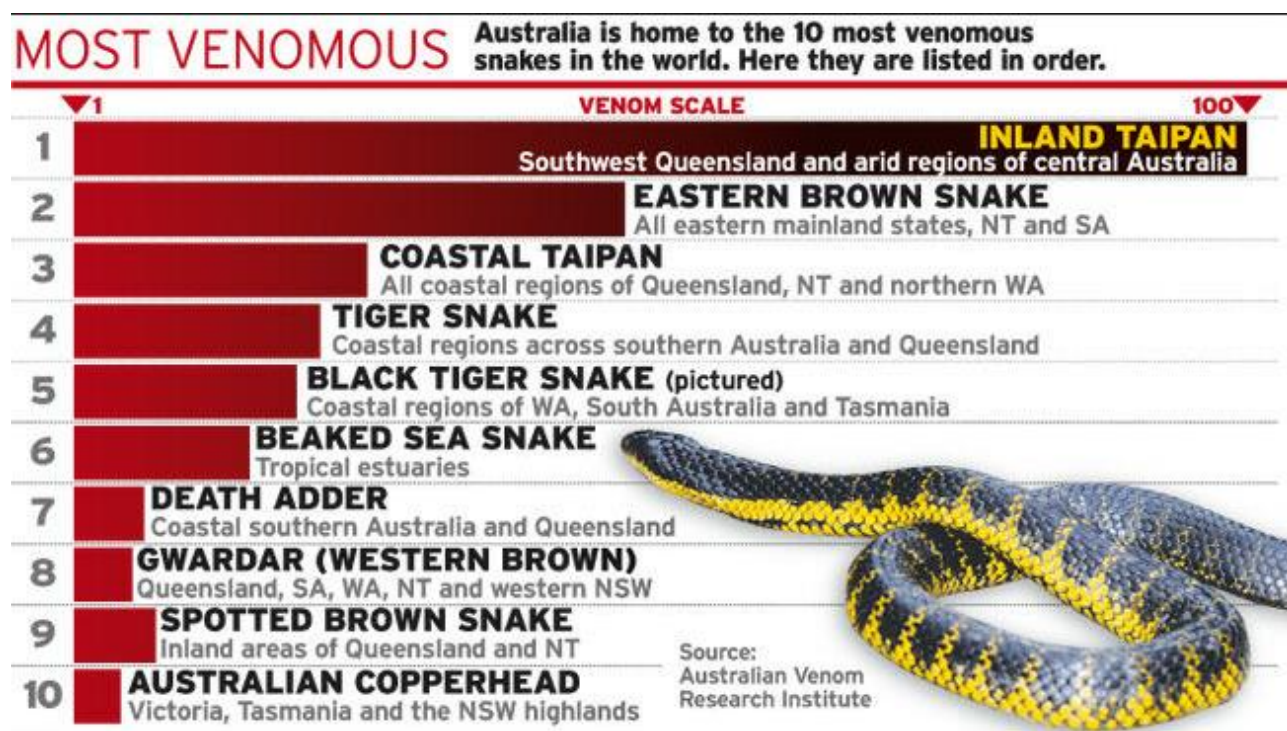 MOST VENOMOUS
Australia is home to the 10 most venomous
snakes in the world. Here they are listed in order.
1 VENOM SCALE 100
1 INLAND TAIPAN
Southwest Queensland and arid regions of central Australia
2 EASTERN BROWN SNAKE
All eastern mainland states, NT and SA
3 COASTAL TAIPAN
All coastal regions of Queensland, NT and northern WA
4 TIGER SNAKE
Coastal regions across southern Australia and Queensland
5 BLACK TIGER SNAKE (pictured)
Coastal regions of WA, South Australia and Tasmania
6 BEAKED SEA SNAKE
Tropical estuaries
7 DEATH ADDER
Coastal southern Australia and Queensland
8 GWARDAR (WESTERN BROWN)
Queensland, SA, WA, NT and western NSW
9 SPOTTED BROWN SNAKE
Inland areas of Queensland and NT
10 AUSTRALIAN COPPERHEAD
Victoria, Tasmania and the NSW highlands
Source:
Australian Venom
Research Institute